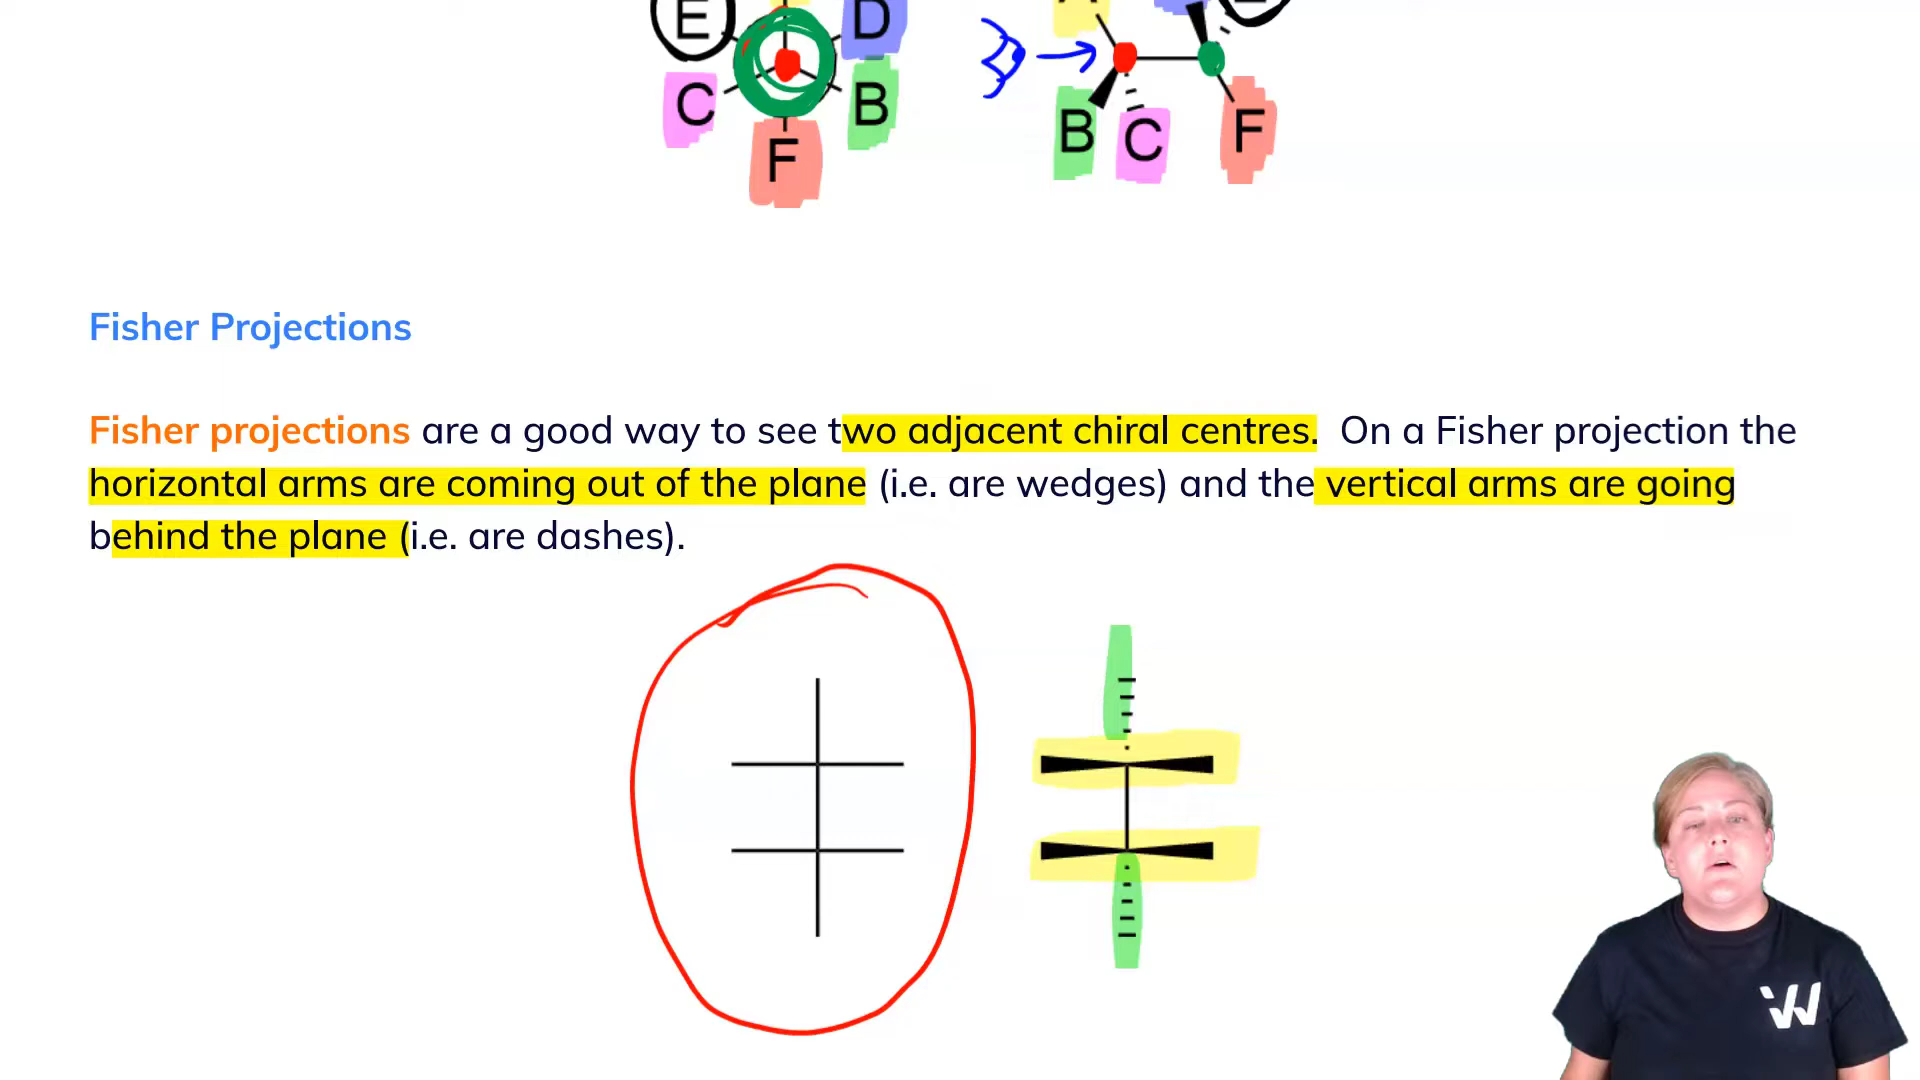 E D A
C B
F
B C F
Fisher Projections
Fisher projections are a good way to see two adjacent chiral centres. On a Fisher projection the
horizontal arms are coming out of the plane (i.e. are wedges) and the vertical arms are going
behind the plane (i.e. are dashes).
W